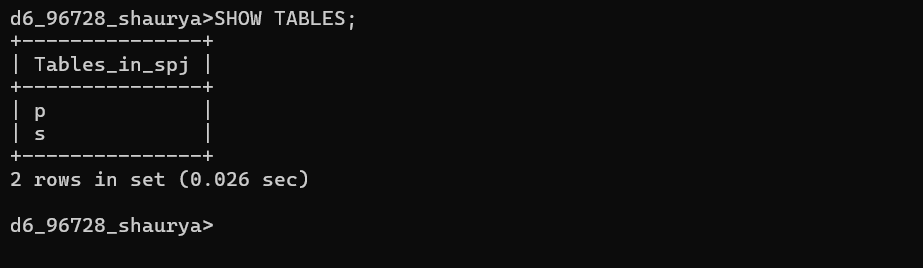 d6_96728_shaurya>SHOW TABLES;
+---------------+
| Tables_in_spj |
+---------------+
| p             |
| s             |
+---------------+
2 rows in set (0.026 sec)
d6_96728_shaurya>